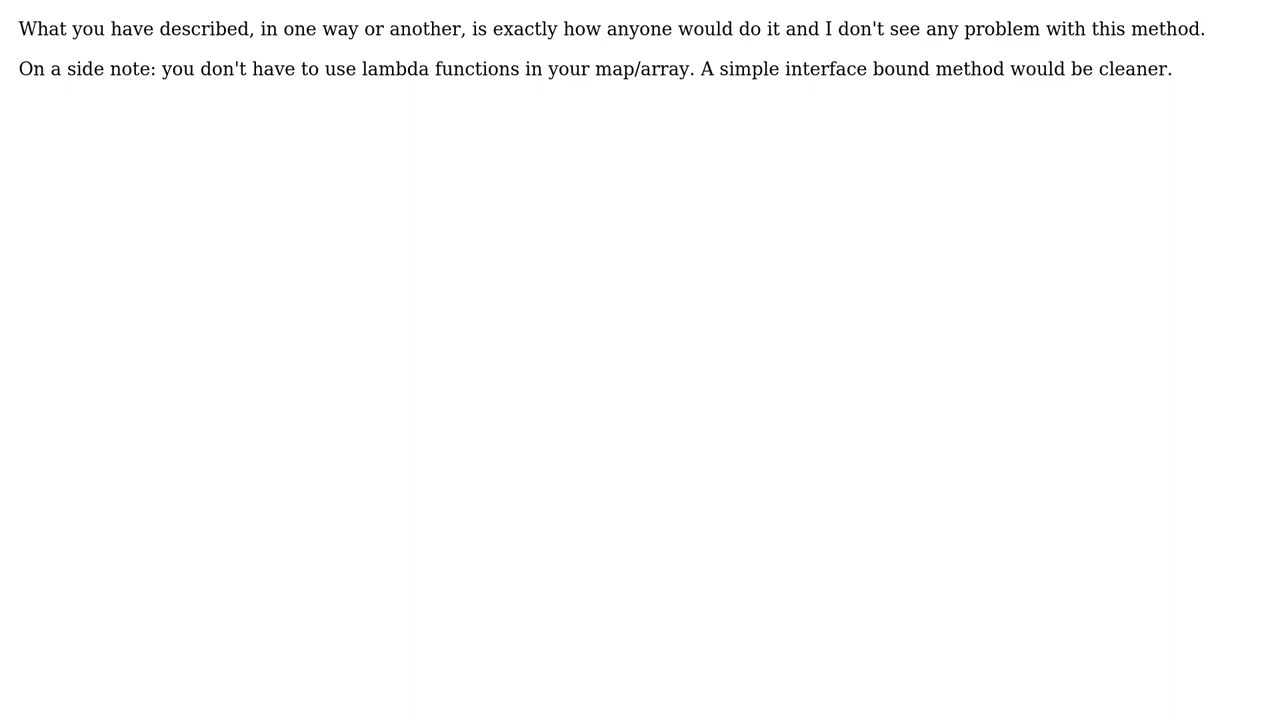 What you have described, in one way or another, is exactly how anyone would do it and I don't see any problem with this method.
On a side note: you don't have to use lambda functions in your map/array. A simple interface bound method would be cleaner.